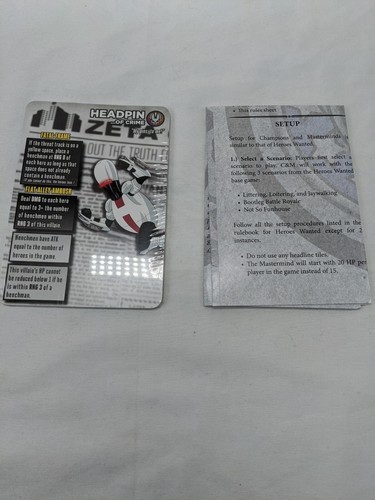 HEADPIN
OF CRIME
ZETA
FATAL FRAME
If the threat track is on a
yellow space, place a
henchman at RNG 0 of
each hero as long as that
space does not already
contain a henchman.
OUT THE TRUTH
Deal DMG to each hero
equal to 3+ the number
of henchmen within
RNG 3 of this villain.
Henchmen have ATK
equal to the number of
heroes in the game.
This villain's HP cannot
be reduced below 1 if he
is within RNG 3 of a
henchman.
• this rules sheet
SETUP
Setup for Champions and Masterminds is
similar to that of Heroes Wanted.
1.) Select a Scenario: Players first select a
scenario to play. C&M will work with the
following 3 scenarios from the Heroes Wanted
base game:
• Littering, Loitering, and Jaywalking
• Bootleg Battle Royale
• Not So Funhouse
Follow all the setup procedures listed in the
rulebook for Heroes Wanted except for 2
instances.
• Do not use any headline tiles.
• The Mastermind will start with 20 HP per
player in the game instead of 15.